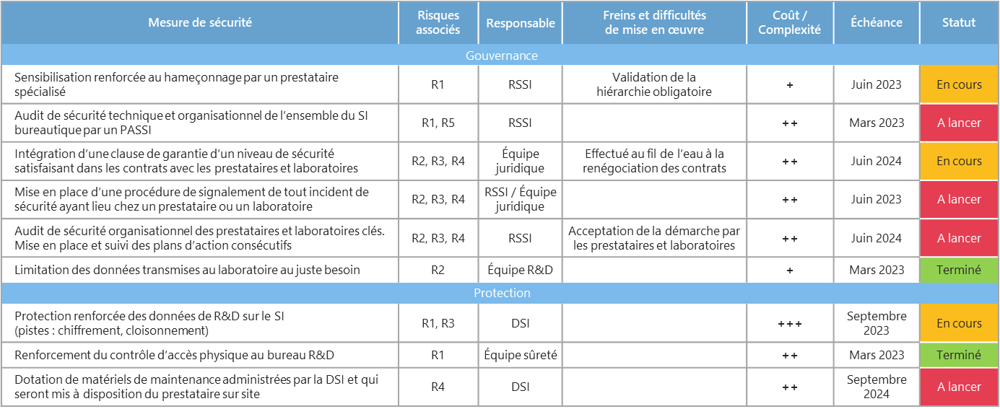 Mesure de sécurité
Risques
associés
Responsable
Freins et difficultés
de mise en œuvre
Coût /
Complexité
Échéance
Statut
Gouvernance
Sensibilisation renforcée au hameçonnage par un prestataire
spécialisé
R1
RSSI
Validation de la
hiérarchie obligatoire
+
Juin 2023
En cours
Audit de sécurité technique et organisationnel de l'ensemble du SI
bureautique par un PASSI
R1, R5
RSSI
++
Mars 2023
A lancer
Intégration d'une clause de garantie d'un niveau de sécurité
satisfaisant dans les contrats avec les prestataires et laboratoires
R2, R3, R4
Équipe
juridique
Effectué au fil de l'eau à la
renégociation des contrats
++
Juin 2024
En cours
Mise en place d'une procédure de signalement de tout incident de
sécurité ayant lieu chez un prestataire ou un laboratoire
R2, R3, R4
RSSI / Équipe
juridique
++
Juin 2023
A lancer
Audit de sécurité organisationnel des prestataires et laboratoires clés.
Mise en place et suivi des plans d'action consécutifs
R2, R3, R4
RSSI
Acceptation de la démarche par
les prestataires et laboratoires
++
Juin 2024
A lancer
Limitation des données transmises au laboratoire au juste besoin
R2
Équipe R&D
+
Mars 2023
Terminé
Protection
Protection renforcée des données de R&D sur le SI
(pistes : chiffrement, cloisonnement)
R1, R3
DSI
+++
Septembre
2023
En cours
Renforcement du contrôle d'accès physique au bureau R&D
R1
Équipe sûreté
++
Mars 2023
Terminé
Dotation de matériels de maintenance administrées par la DSI et qui
seront mis à disposition du prestataire sur site
R4
DSI
++
Septembre
2024
A lancer